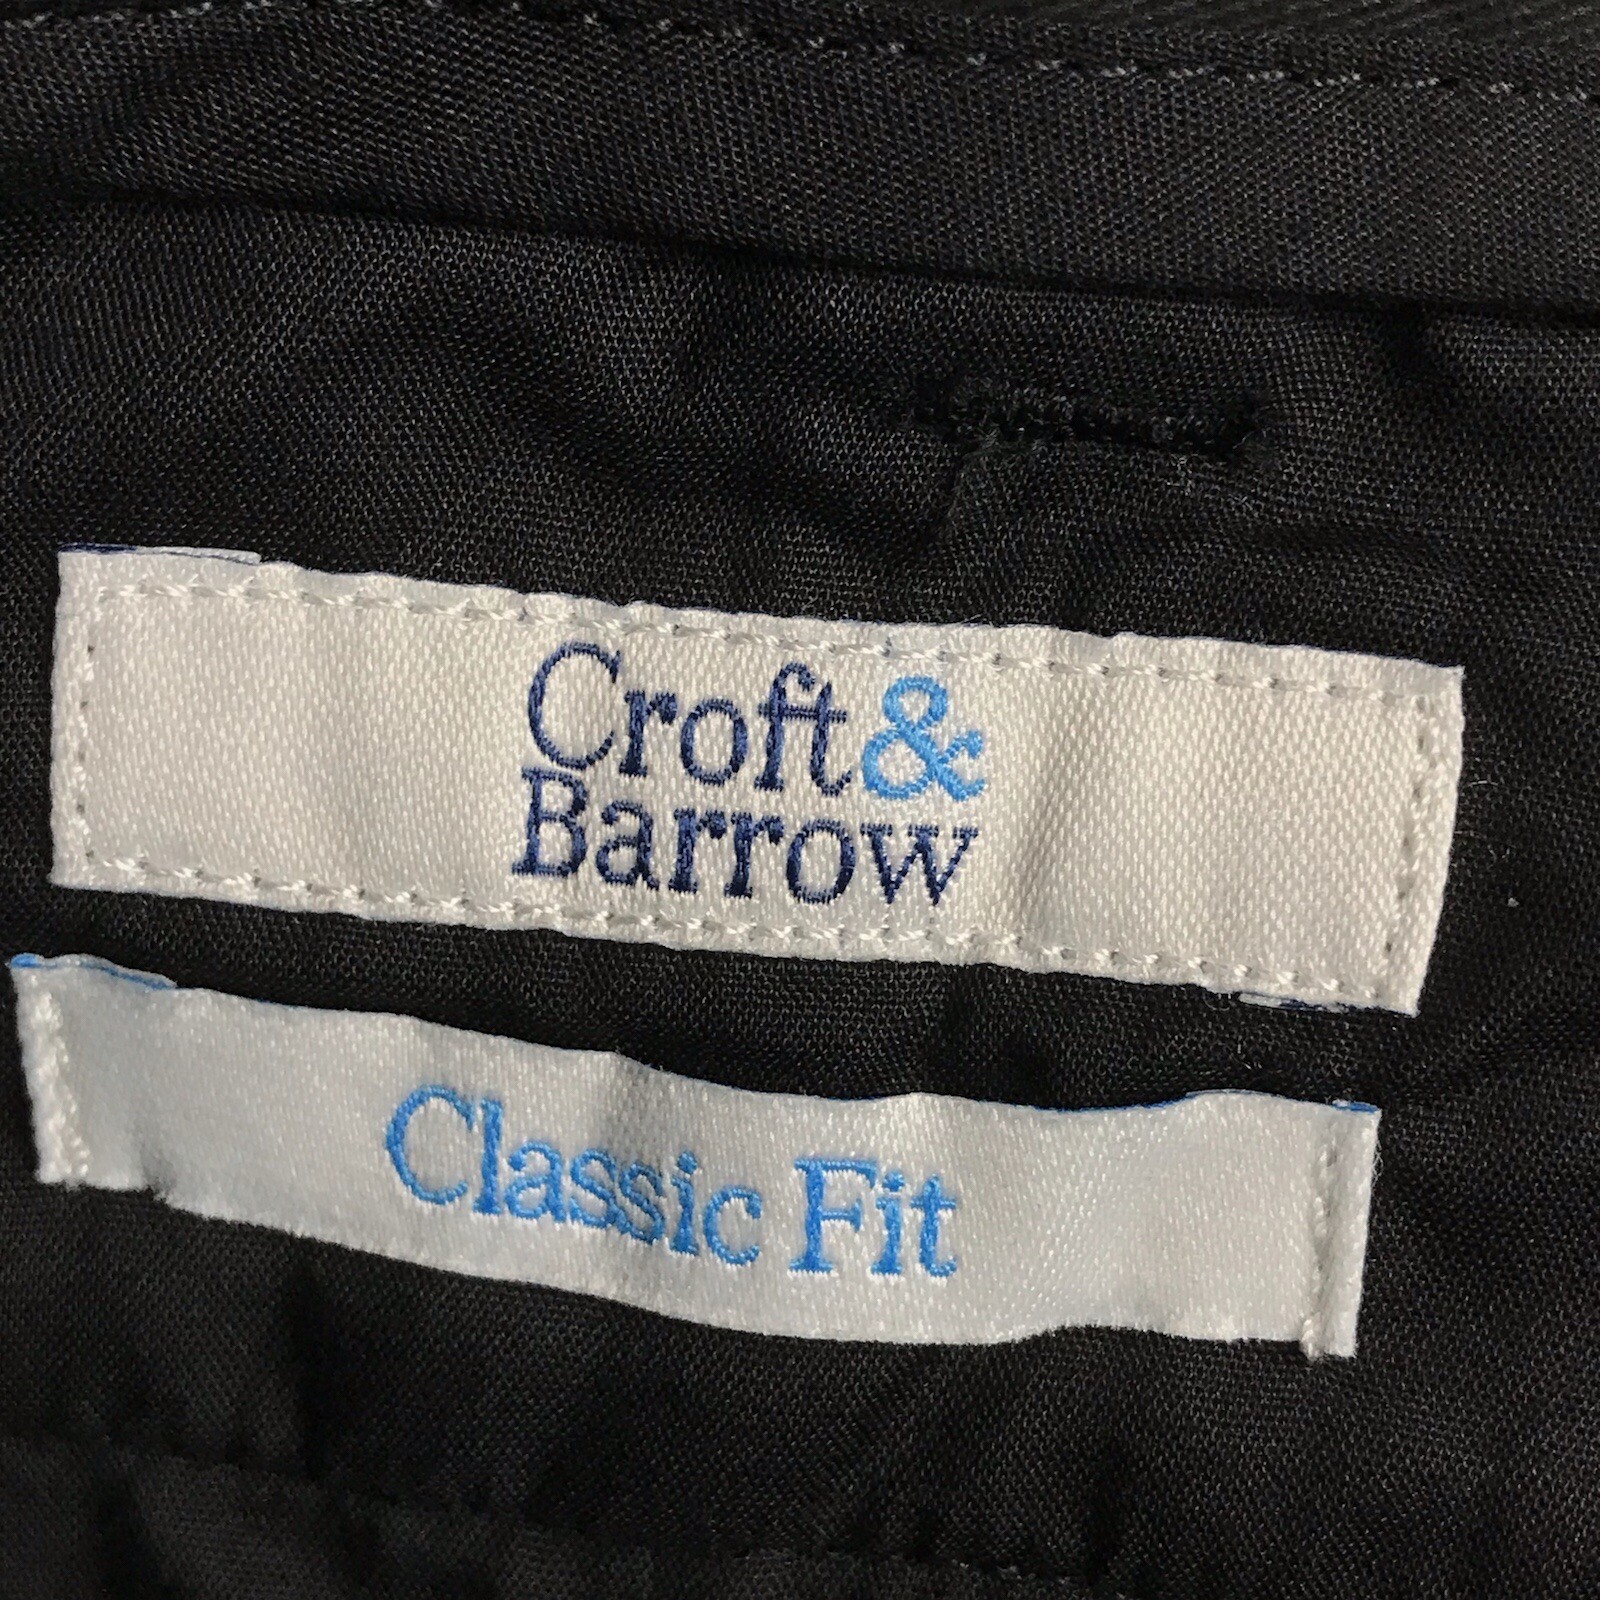 Croft &
Barrow
Classic Fit